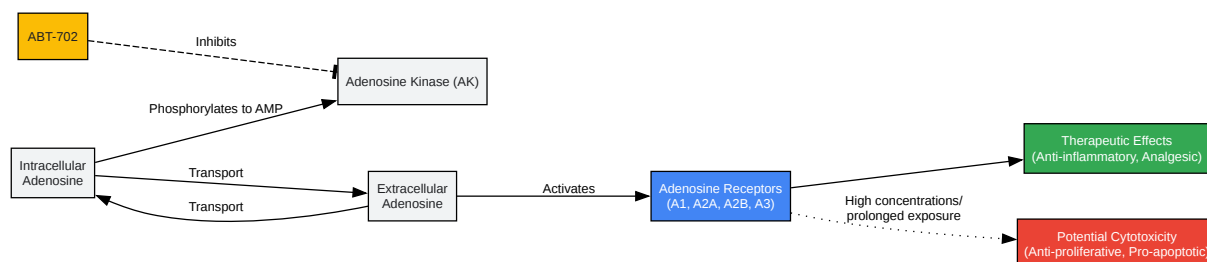 ABT-702
Inhibits
Adenosine Kinase (AK)
Phosphorylates to AMP
Intracellular
Adenosine
Transport
Transport
Extracellular
Adenosine
Activates
Adenosine Receptors
(A1, A2A, A2B, A3)
Therapeutic Effects
(Anti-inflammatory, Analgesic)
High concentrations/
prolonged exposure
Potential Cytotoxicity
(Anti-proliferative, Pro-apoptotic)